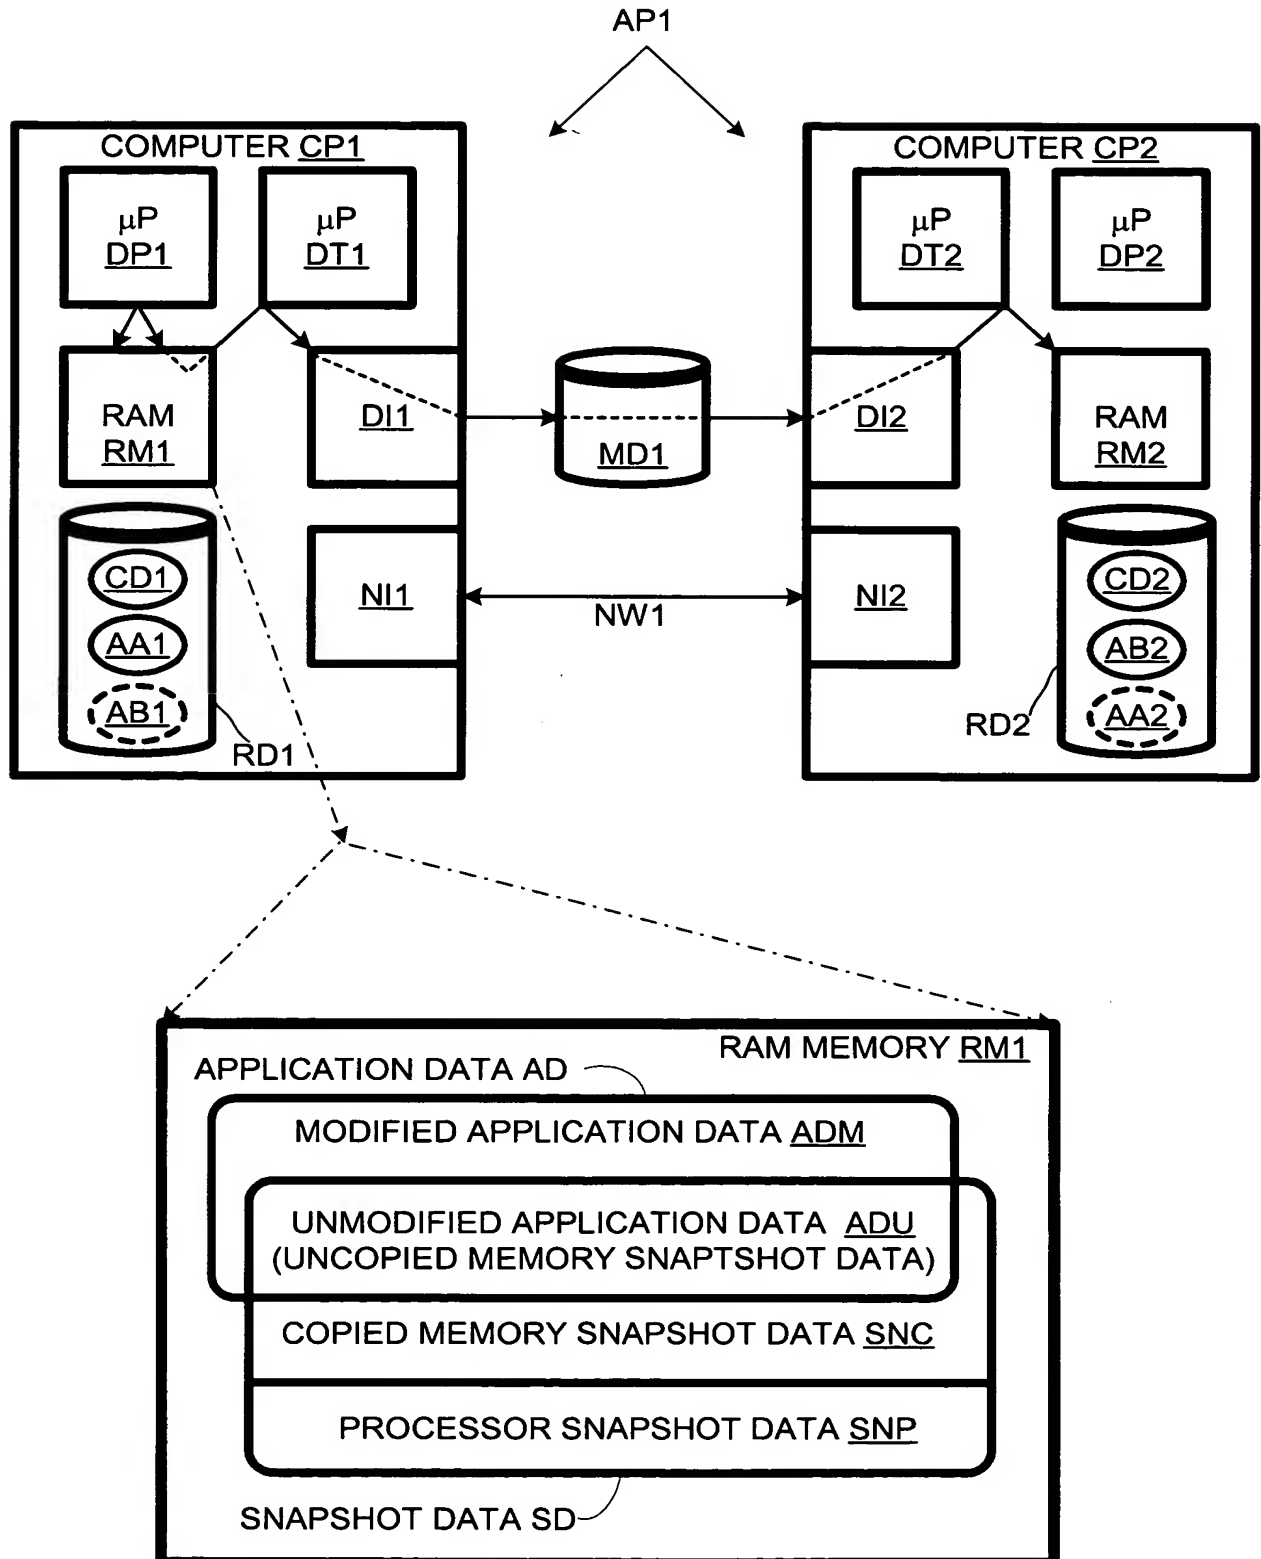 AP1
COMPUTER CP1
μP
DP1
μP
DT1
RAM
RM1
DI1
NI1
CD1
AA1
AB1
RD1
MD1
NW1
COMPUTER CP2
μP
DT2
μP
DP2
DI2
RAM
RM2
NI2
CD2
AB2
AA2
RD2
RAM MEMORY RM1
APPLICATION DATA AD
MODIFIED APPLICATION DATA ADM
UNMODIFIED APPLICATION DATA ADU
(UNCOPIED MEMORY SNAPTSHOT DATA)
COPIED MEMORY SNAPSHOT DATA SNC
PROCESSOR SNAPSHOT DATA SNP
SNAPSHOT DATA SD